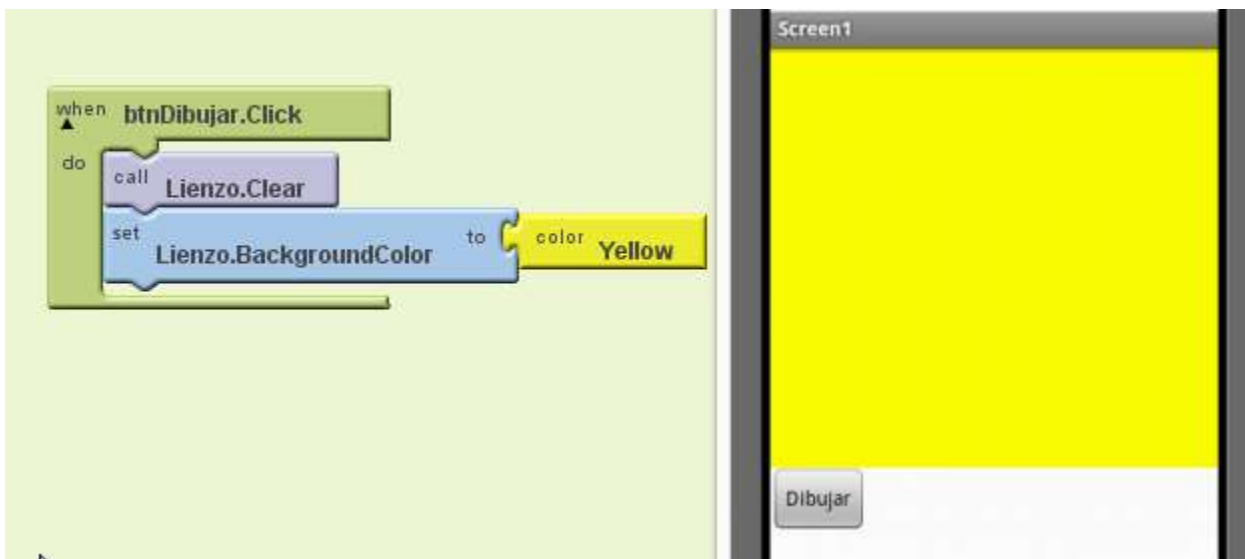 when btnDibujar.Click
do
call Lienzo.Clear
set Lienzo.BackgroundColor to color Yellow
Screen1
Dibujar